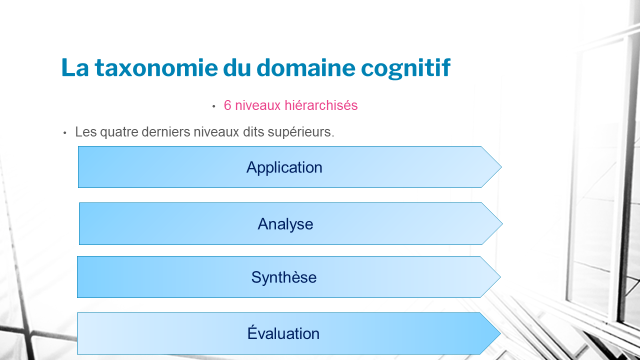 La taxonomie du domaine cognitif
• 6 niveaux hiérarchisés
• Les quatre derniers niveaux dits supérieurs.
Application
Analyse
Synthèse
Évaluation